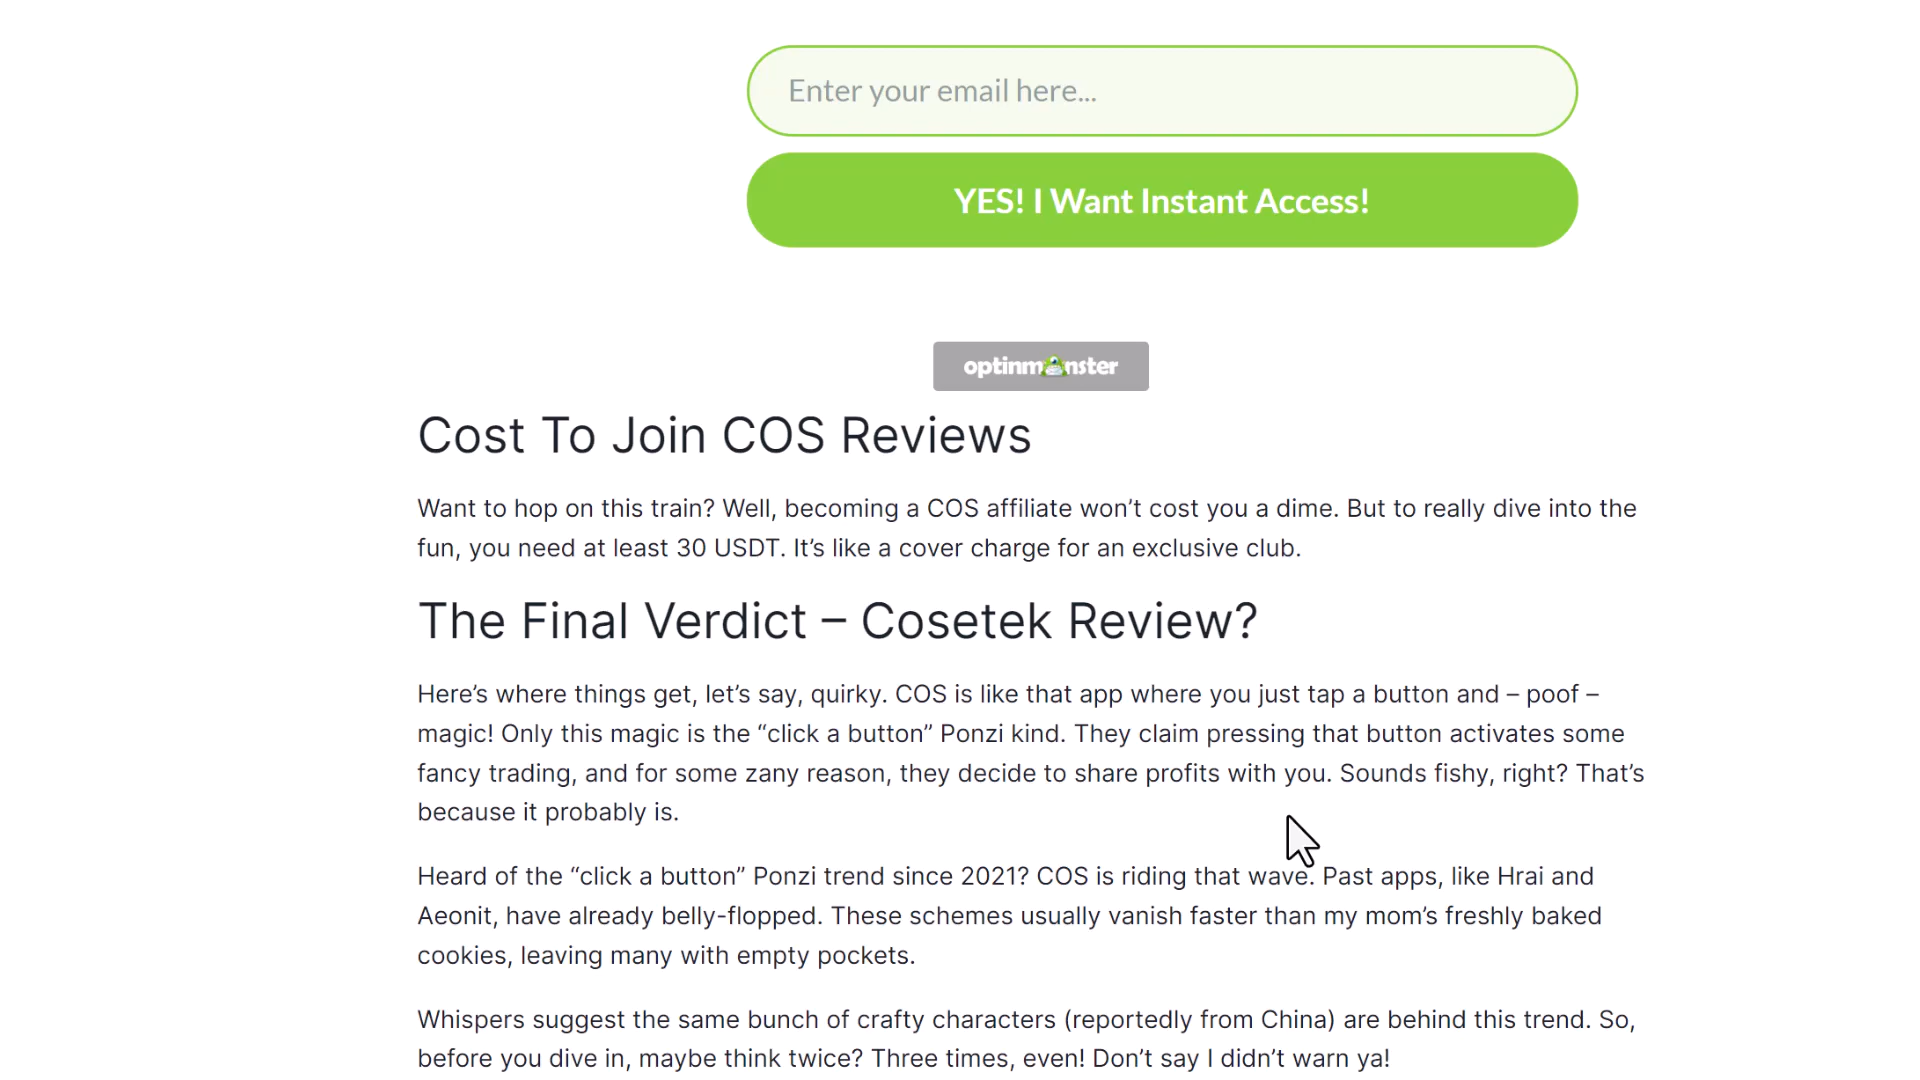 Enter your email here...
YES! I Want Instant Access!
optinmonster
Cost To Join COS Reviews
Want to hop on this train? Well, becoming a COS affiliate won’t cost you a dime. But to really dive into the
fun, you need at least 30 USDT. It’s like a cover charge for an exclusive club.
The Final Verdict – Cosetek Review?
Here’s where things get, let’s say, quirky. COS is like that app where you just tap a button and – poof –
magic! Only this magic is the “click a button” Ponzi kind. They claim pressing that button activates some
fancy trading, and for some zany reason, they decide to share profits with you. Sounds fishy, right? That’s
because it probably is.
Heard of the “click a button” Ponzi trend since 2021? COS is riding that wave. Past apps, like Hrai and
Aeonit, have already belly-flopped. These schemes usually vanish faster than my mom’s freshly baked
cookies, leaving many with empty pockets.
Whispers suggest the same bunch of crafty characters (reportedly from China) are behind this trend. So,
before you dive in, maybe think twice? Three times, even! Don’t say I didn’t warn ya!